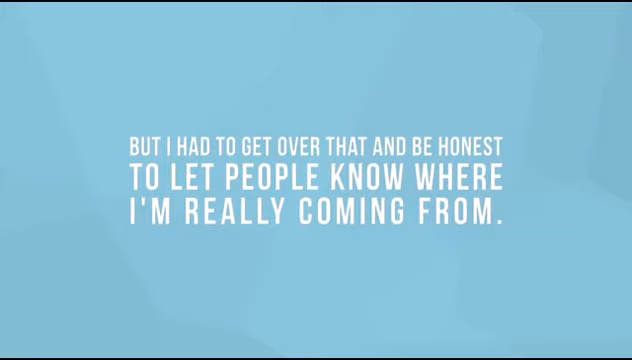 BUT I HAD TO GET OVER THAT AND BE HONEST
TO LET PEOPLE KNOW WHERE
I'M REALLY COMING FROM.